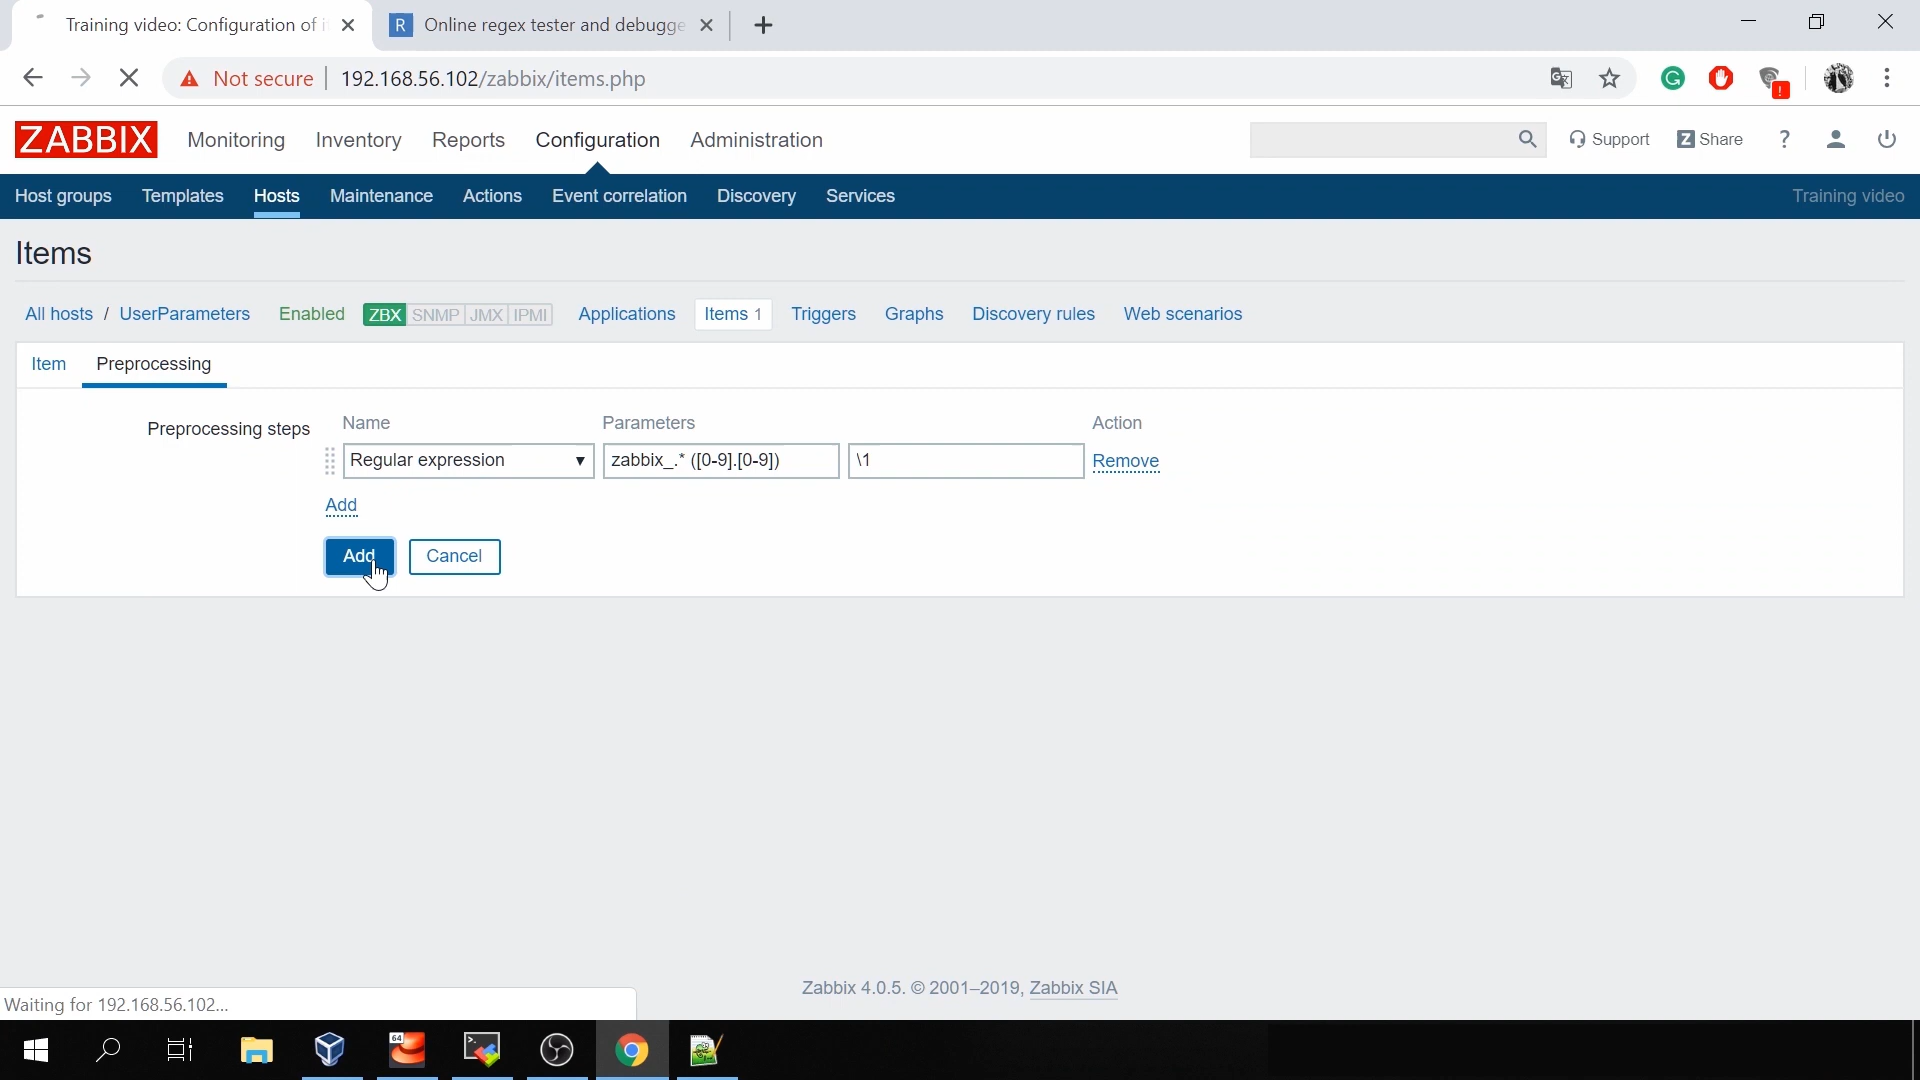 Training video: Configuration of i
R Online regex tester and debugge
Not secure 192.168.56.102/zabbix/items.php
ZABBIX Monitoring Inventory Reports Configuration Administration Support Z Share ?
Host groups Templates Hosts Maintenance Actions Event correlation Discovery Services Training video
Items
All hosts / UserParameters Enabled ZBX SNMP JMX IPMI Applications Items 1 Triggers Graphs Discovery rules Web scenarios
Item Preprocessing
Preprocessing steps Name Parameters Action
Regular expression zabbix_.* ([0-9].[0-9]) \1 Remove
Add
Add Cancel
Zabbix 4.0.5. © 2001–2019, Zabbix SIA
Waiting for 192.168.56.102...
64